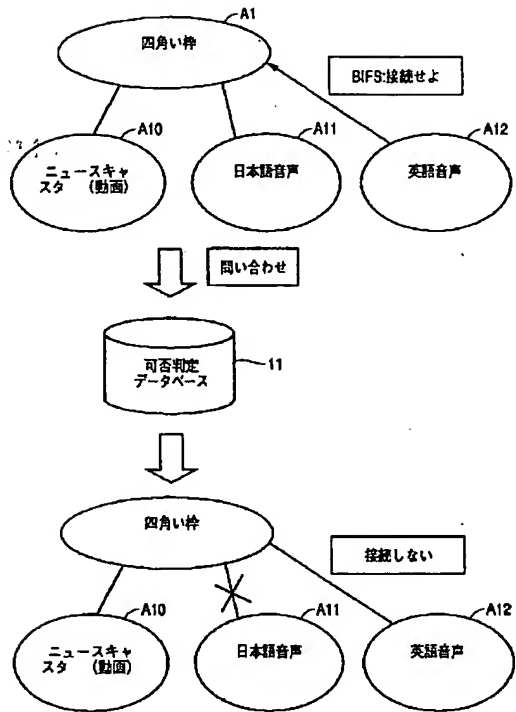 A1
四角い枠
BIFS:接続せよ
A10
A11
A12
ニュースキャ
スタ (動画)
日本語音声
英語音声
問い合わせ
可否判定
データベース
11
四角い枠
接続しない
A10
A11
A12
ニュースキャ
スタ (動画)
日本語音声
英語音声